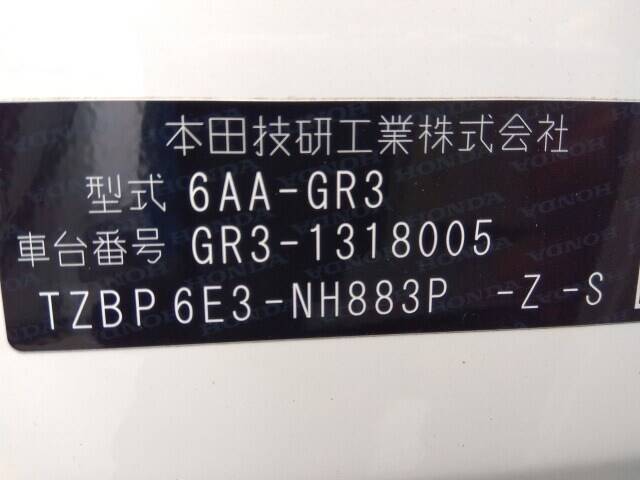 本田技研工業株式会社
型式 6AA-GR3
車台番号 GR3-1318005
TZBP 6E3-NH883P -Z -S